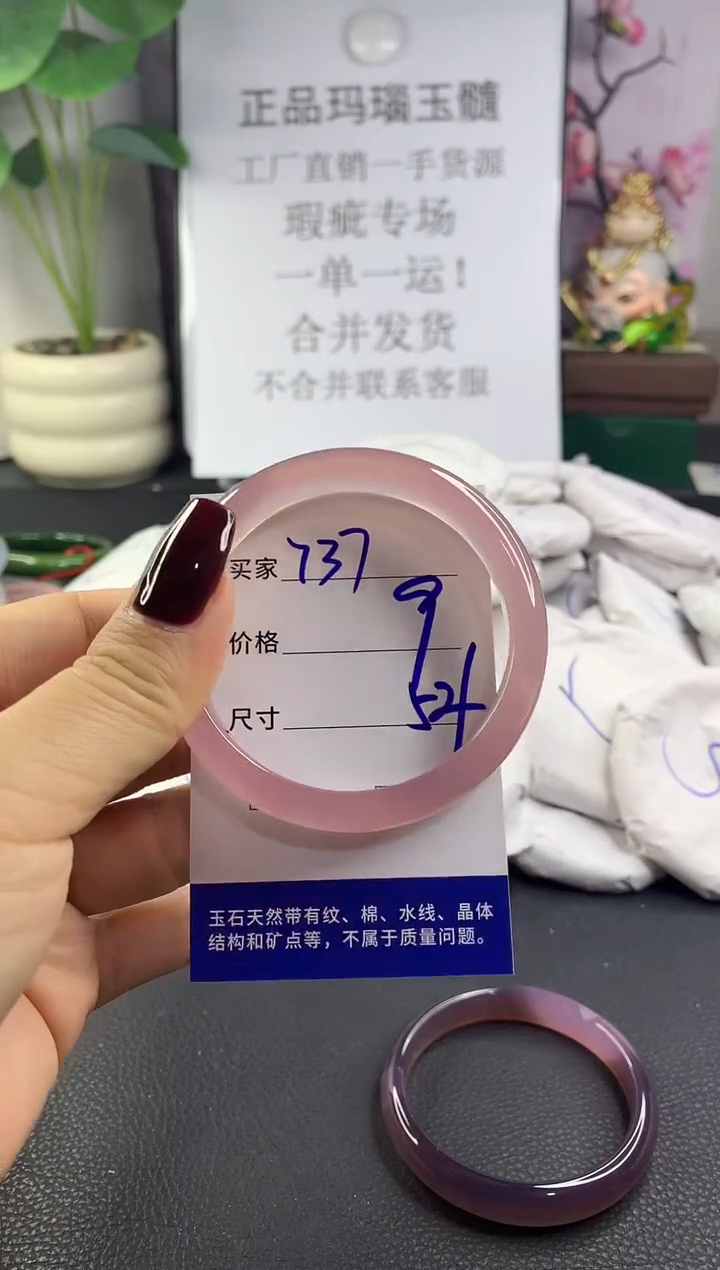 正品玛瑙玉髓
工厂直销一手货源
瑕疵专场
一单一运！
合并发货
不合并联系客服
买家 737
9
价格
尺寸 54
玉石天然带有纹、棉、水线、晶体
结构和矿点等，不属于质量问题。